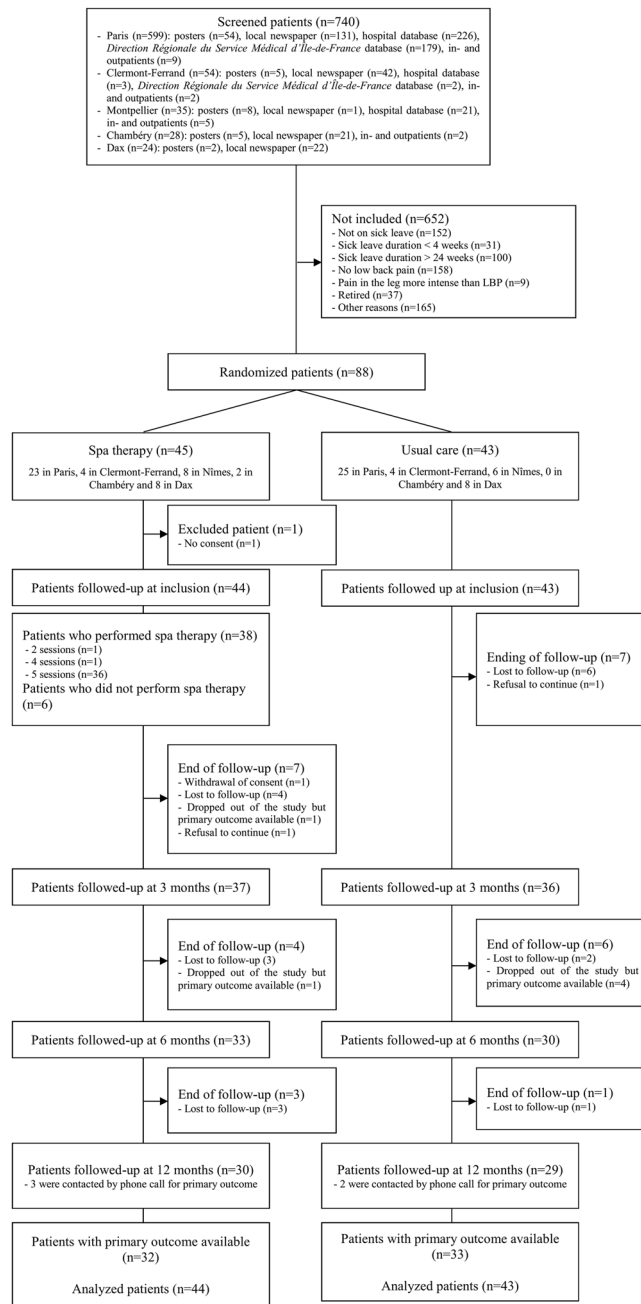 Screened patients (n=740)
- Paris (n=599): posters (n=54), local newspaper (n=131), hospital database (n=226),
Direction Régionale du Service Médical d'Île-de-France database (n=179), in- and
outpatients (n=9)
- Clermont-Ferrand (n=54): posters (n=5), local newspaper (n=42), hospital database
(n=3), Direction Régionale du Service Médical d'Île-de-France database (n=2), in-
and outpatients (n=2)
- Montpellier (n=35): posters (n=8), local newspaper (n=1), hospital database (n=21),
in- and outpatients (n=5)
- Chambéry (n=28): posters (n=5), local newspaper (n=21), in- and outpatients (n=2)
- Dax (n=24): posters (n=2), local newspaper (n=22)
Not included (n=652)
- Not on sick leave (n=152)
- Sick leave duration < 4 weeks (n=31)
- Sick leave duration > 24 weeks (n=100)
- No low back pain (n=158)
- Pain in the leg more intense than LBP (n=9)
- Retired (n=37)
- Other reasons (n=165)
Randomized patients (n=88)
Spa therapy (n=45)
23 in Paris, 4 in Clermont-Ferrand, 8 in Nîmes, 2 in
Chambéry and 8 in Dax
Usual care (n=43)
25 in Paris, 4 in Clermont-Ferrand, 6 in Nîmes, 0 in
Chambéry and 8 in Dax
Excluded patient (n=1)
- No consent (n=1)
Patients followed-up at inclusion (n=44)
Patients followed up at inclusion (n=43)
Patients who performed spa therapy (n=38)
- 2 sessions (n=1)
- 4 sessions (n=1)
- 5 sessions (n=36)
Patients who did not perform spa therapy
(n=6)
Ending of follow-up (n=7)
- Lost to follow-up (n=6)
- Refusal to continue (n=1)
End of follow-up (n=7)
- Withdrawal of consent (n=1)
- Lost to follow-up (n=4)
- Dropped out of the study but
primary outcome available (n=1)
- Refusal to continue (n=1)
Patients followed-up at 3 months (n=37)
Patients followed-up at 3 months (n=36)
End of follow-up (n=4)
- Lost to follow-up (3)
- Dropped out of the study but
primary outcome available (n=1)
End of follow-up (n=6)
- Lost to follow-up (n=2)
- Dropped out of the study but
primary outcome available (n=4)
Patients followed-up at 6 months (n=33)
Patients followed-up at 6 months (n=30)
End of follow-up (n=3)
- Lost to follow-up (n=3)
End of follow-up (n=1)
- Lost to follow-up (n=1)
Patients followed-up at 12 months (n=30)
- 3 were contacted by phone call for primary outcome
Patients followed-up at 12 months (n=29)
- 2 were contacted by phone call for primary outcome
Patients with primary outcome available
(n=32)
Analyzed patients (n=44)
Patients with primary outcome available
(n=33)
Analyzed patients (n=43)